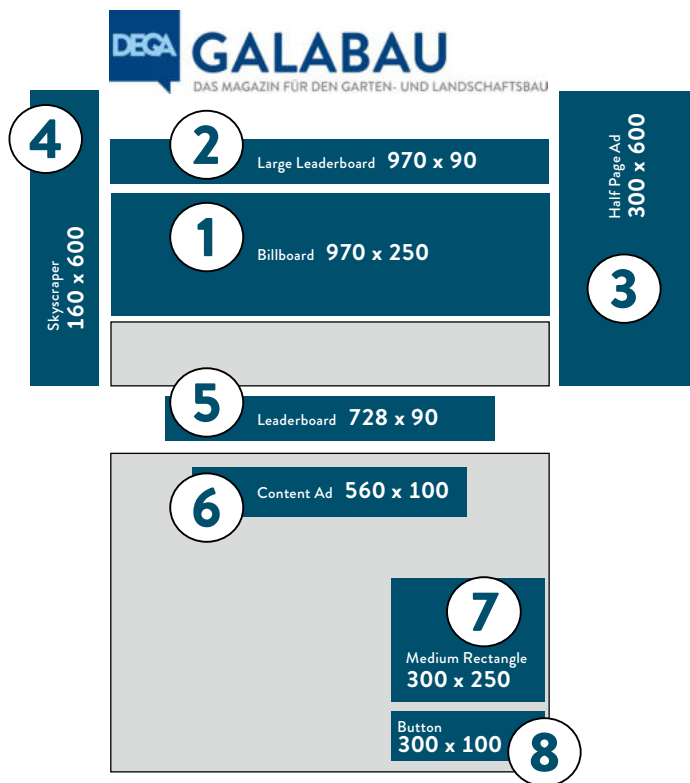 DEGA
GALABAU
DAS MAGAZIN FÜR DEN GARTEN- UND LANDSCHAFTSBAU
4
Skyscraper
160 x 600
2
Large Leaderboard 970 x 90
1
Billboard 970 x 250
Half Page Ad
300 x 600
3
5
Leaderboard 728 x 90
6
Content Ad 560 x 100
7
Medium Rectangle
300 x 250
Button
300 x 100
8